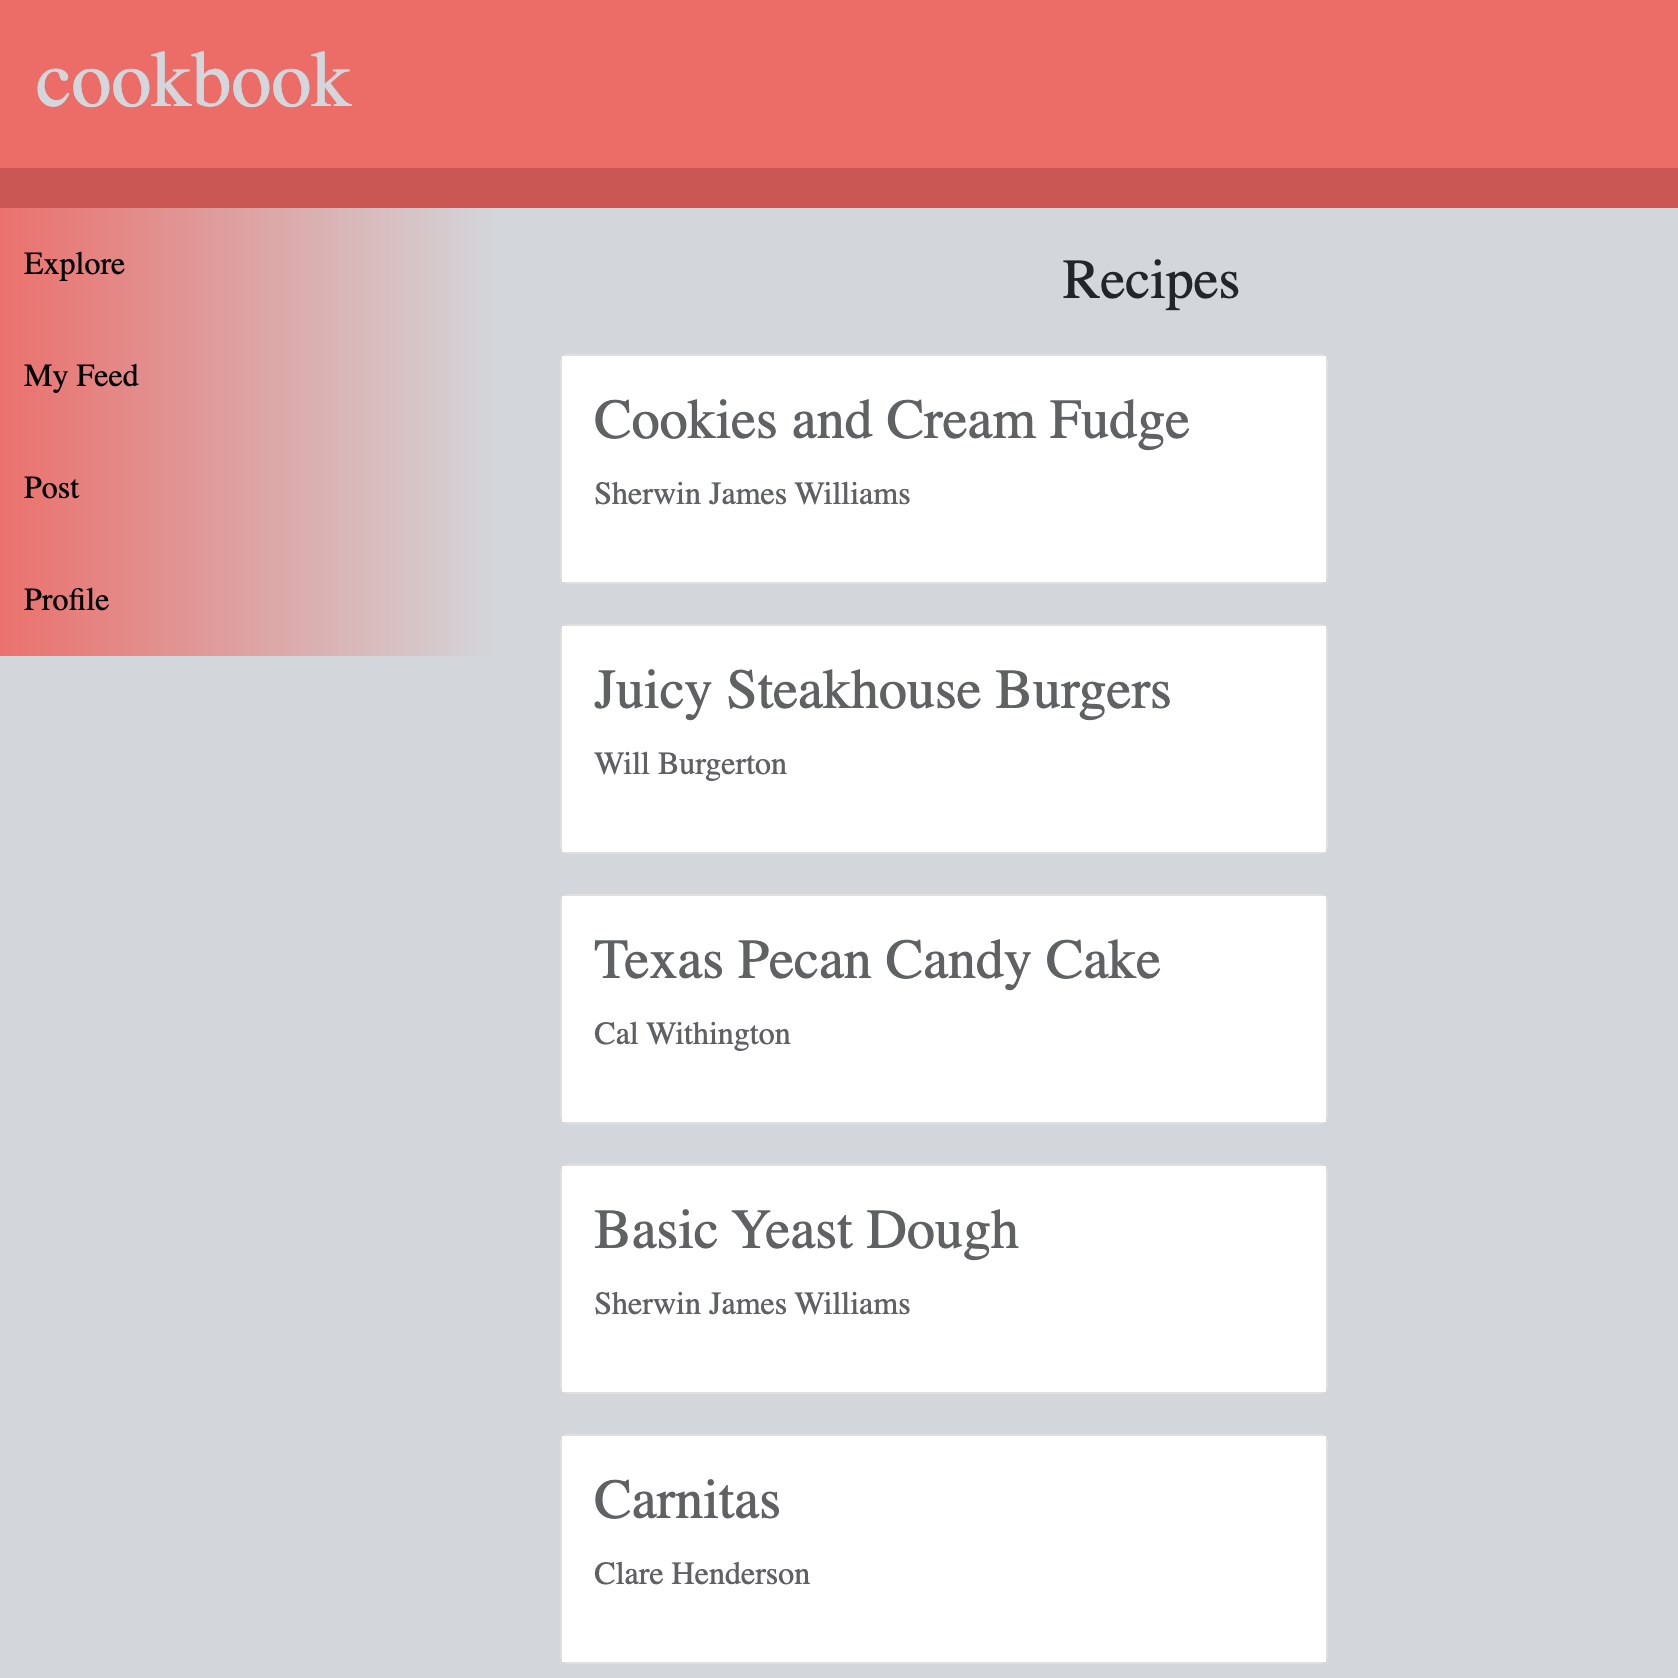 cookbook
Explore
My Feed
Post
Profile
Recipes
Cookies and Cream Fudge
Sherwin James Williams
Juicy Steakhouse Burgers
Will Burgerton
Texas Pecan Candy Cake
Cal Withington
Basic Yeast Dough
Sherwin James Williams
Carnitas
Clare Henderson